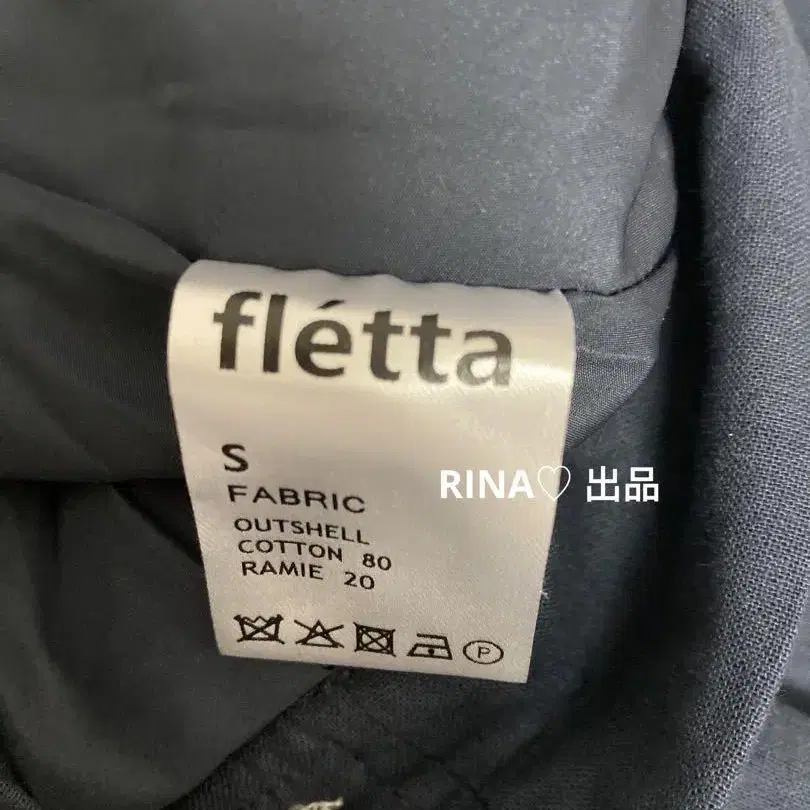 flétta
S
FABRIC
OUTSHELL
COTTON 80
RAMIE 20
P
RINA♡ 出品